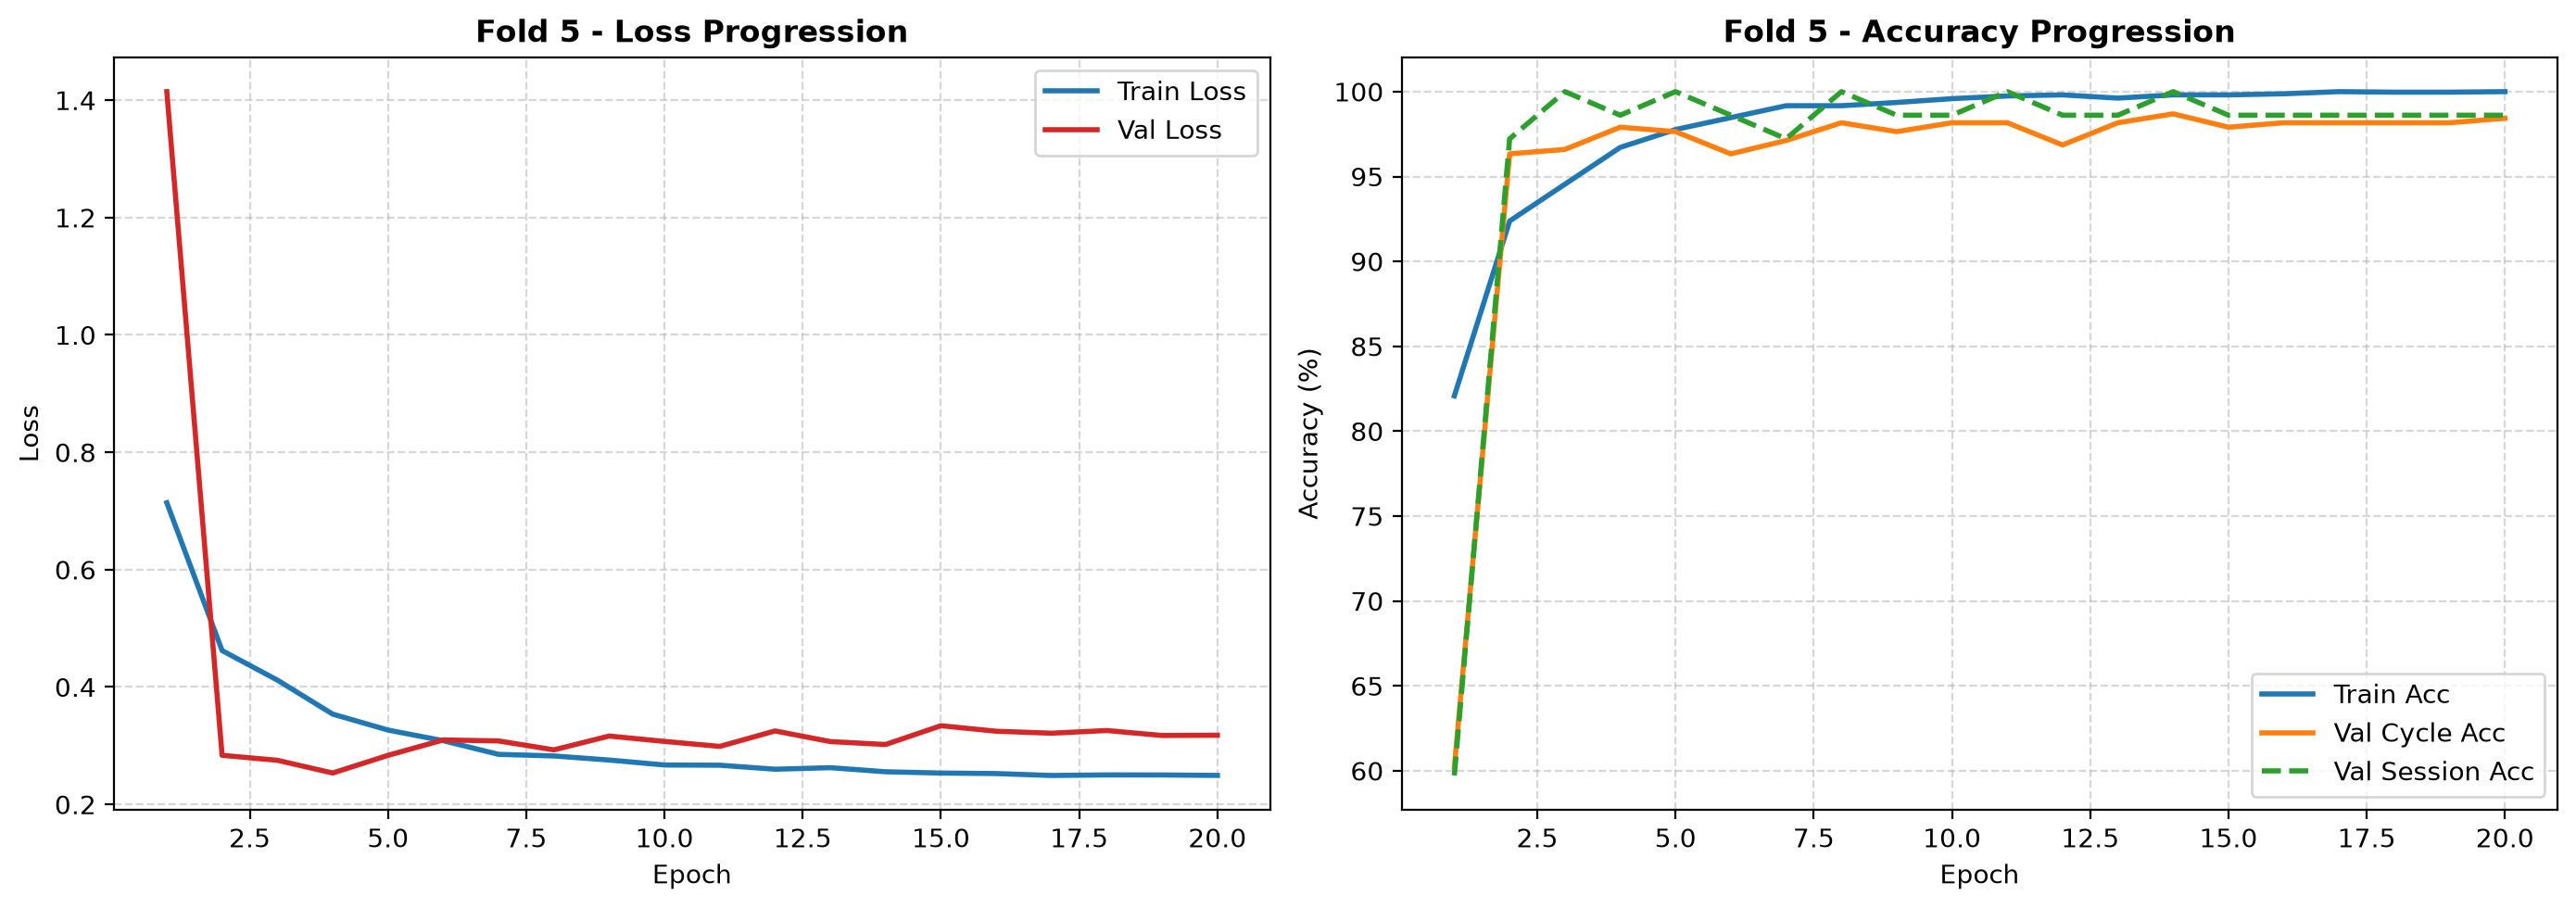 Fold 5 - Loss Progression
1.4
1.2
1.0
0.8
0.6
0.4
0.2
Loss
Train Loss
Val Loss
2.5 5.0 7.5 10.0 12.5 15.0 17.5 20.0
Epoch
Fold 5 - Accuracy Progression
100
95
90
85
80
75
70
65
60
Accuracy (%)
Train Acc
Val Cycle Acc
Val Session Acc
2.5 5.0 7.5 10.0 12.5 15.0 17.5 20.0
Epoch